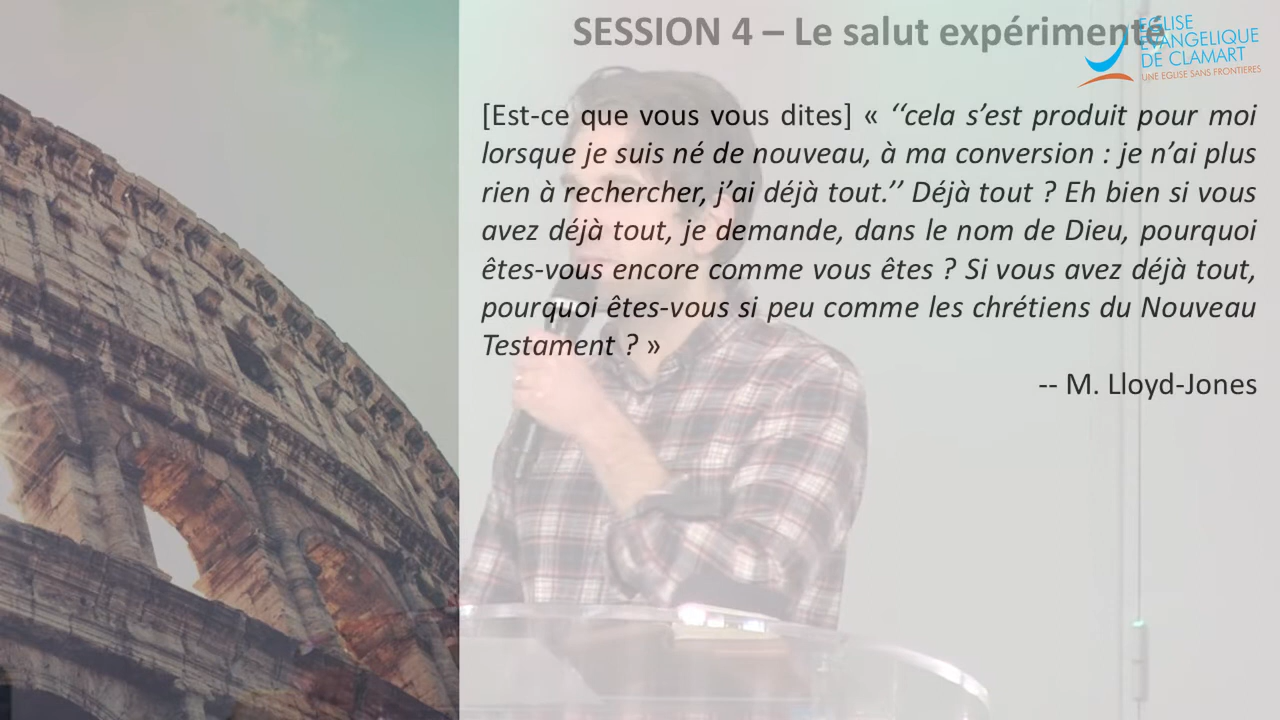 SESSION 4 – Le salut expérimenté
EGLISE
EVANGELIQUE
DE CLAMART
UNE EGLISE SANS FRONTIERES
[Est-ce que vous vous dites] « ‘‘cela s’est produit pour moi
lorsque je suis né de nouveau, à ma conversion : je n’ai plus
rien à rechercher, j’ai déjà tout.’’ Déjà tout ? Eh bien si vous
avez déjà tout, je demande, dans le nom de Dieu, pourquoi
êtes-vous encore comme vous êtes ? Si vous avez déjà tout,
pourquoi êtes-vous si peu comme les chrétiens du Nouveau
Testament ? »
-- M. Lloyd-Jones